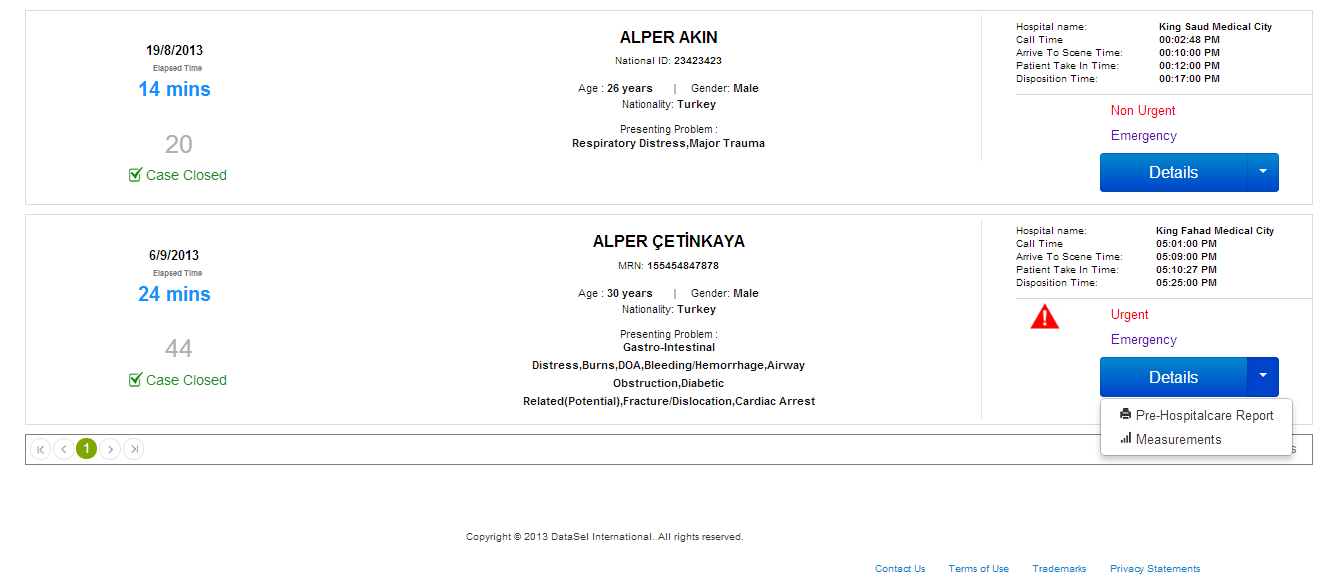 19/8/2013
Elapsed Time
14 mins
20
Case Closed
ALPER AKIN
National ID: 23423423
Age : 26 years | Gender: Male
Nationality: Turkey
Presenting Problem :
Respiratory Distress,Major Trauma
Hospital name: King Saud Medical City
Call Time 00:02:48 PM
Arrive To Scene Time: 00:10:00 PM
Patient Take In Time: 00:12:00 PM
Disposition Time: 00:17:00 PM
Non Urgent
Emergency
Details
6/9/2013
Elapsed Time
24 mins
44
Case Closed
ALPER ÇETİNKAYA
MRN: 155454847878
Age : 30 years | Gender: Male
Nationality: Turkey
Presenting Problem :
Gastro-Intestinal
Distress,Burns,DOA,Bleeding/Hemorrhage,Airway
Obstruction,Diabetic
Related(Potential),Fracture/Dislocation,Cardiac Arrest
Hospital name: King Fahad Medical City
Call Time 05:01:00 PM
Arrive To Scene Time: 05:09:00 PM
Patient Take In Time: 05:10:27 PM
Disposition Time: 05:25:00 PM
Urgent
Emergency
Details
Pre-Hospitalcare Report
Measurements
1
Copyright © 2013 DataSel International. All rights reserved.
Contact Us Terms of Use Trademarks Privacy Statements